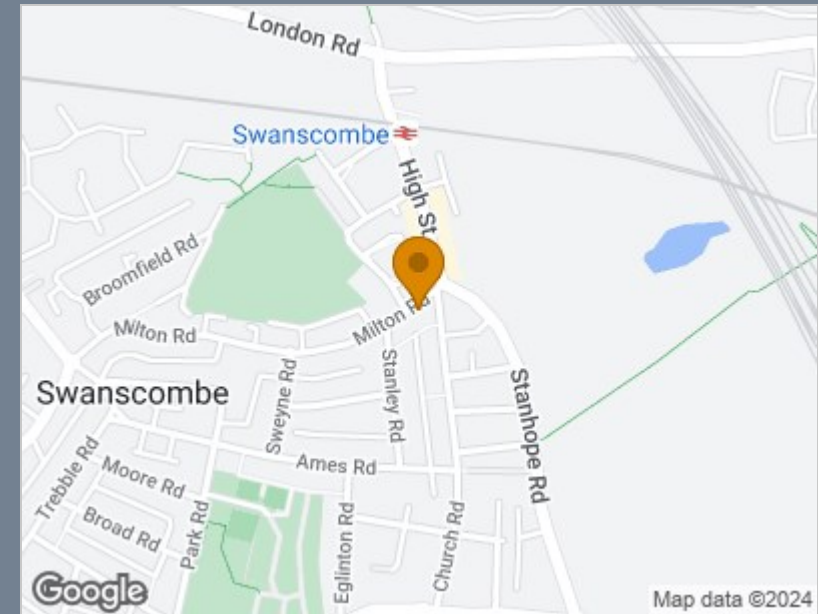 London Rd
Swanscombe
High St
Broomfield Rd
Milton Rd
Milton Rd
Swanscombe
Sweyne Rd
Stanley Rd
Stanhope Rd
Trebble Rd
Moore Rd
Ames Rd
Broad Rd
Park Rd
Eglinton Rd
Church Rd
Google
Map data ©2024